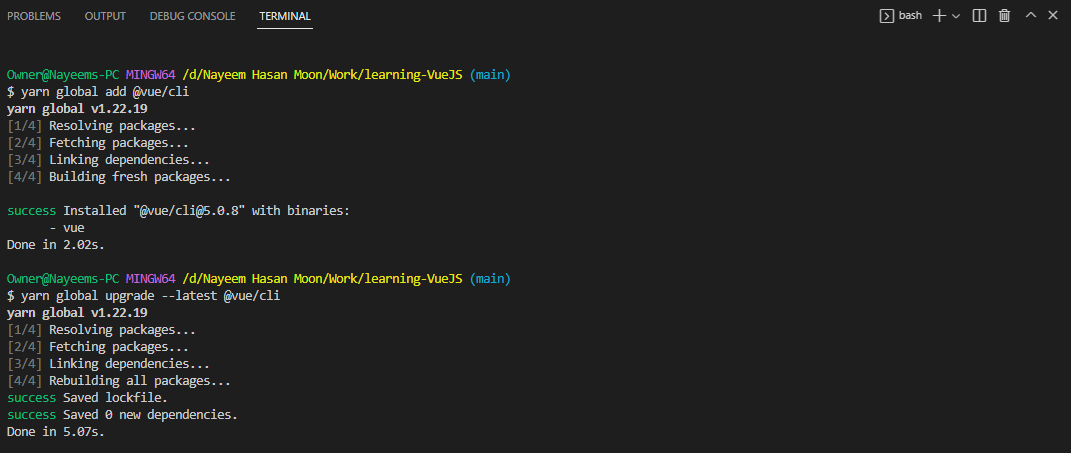 PROBLEMS OUTPUT DEBUG CONSOLE TERMINAL bash
Owner@Nayeems-PC MINGW64 /d/Nayeem Hasan Moon/Work/learning-VueJS (main)
$ yarn global add @vue/cli
yarn global v1.22.19
[1/4] Resolving packages...
[2/4] Fetching packages...
[3/4] Linking dependencies...
[4/4] Building fresh packages...
success Installed "@vue/cli@5.0.8" with binaries:
- vue
Done in 2.02s.
Owner@Nayeems-PC MINGW64 /d/Nayeem Hasan Moon/Work/learning-VueJS (main)
$ yarn global upgrade --latest @vue/cli
yarn global v1.22.19
[1/4] Resolving packages...
[2/4] Fetching packages...
[3/4] Linking dependencies...
[4/4] Rebuilding all packages...
success Saved lockfile.
success Saved 0 new dependencies.
Done in 5.07s.